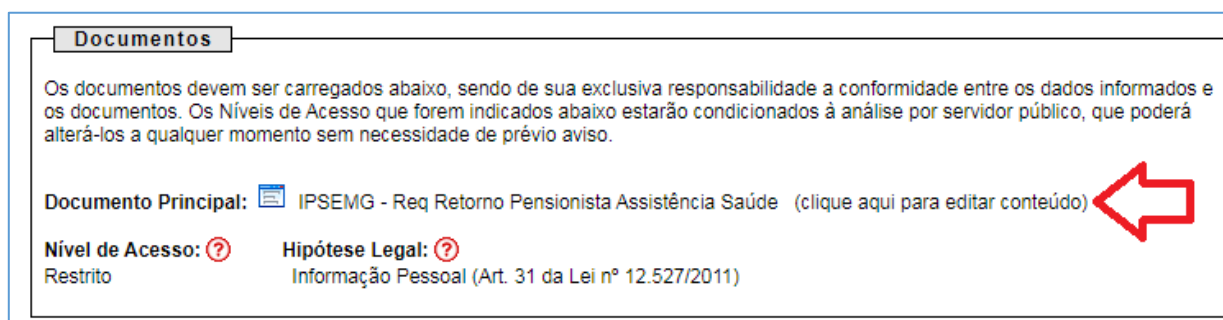 Documentos
Os documentos devem ser carregados abaixo, sendo de sua exclusiva responsabilidade a conformidade entre os dados informados e
os documentos. Os Níveis de Acesso que forem indicados abaixo estarão condicionados à análise por servidor público, que poderá
alterá-los a qualquer momento sem necessidade de prévio aviso.
Documento Principal: IPSEMG - Req Retorno Pensionista Assistência Saúde (clique aqui para editar conteúdo)
Nível de Acesso: ? Hipótese Legal: ?
Restrito Informação Pessoal (Art. 31 da Lei nº 12.527/2011)